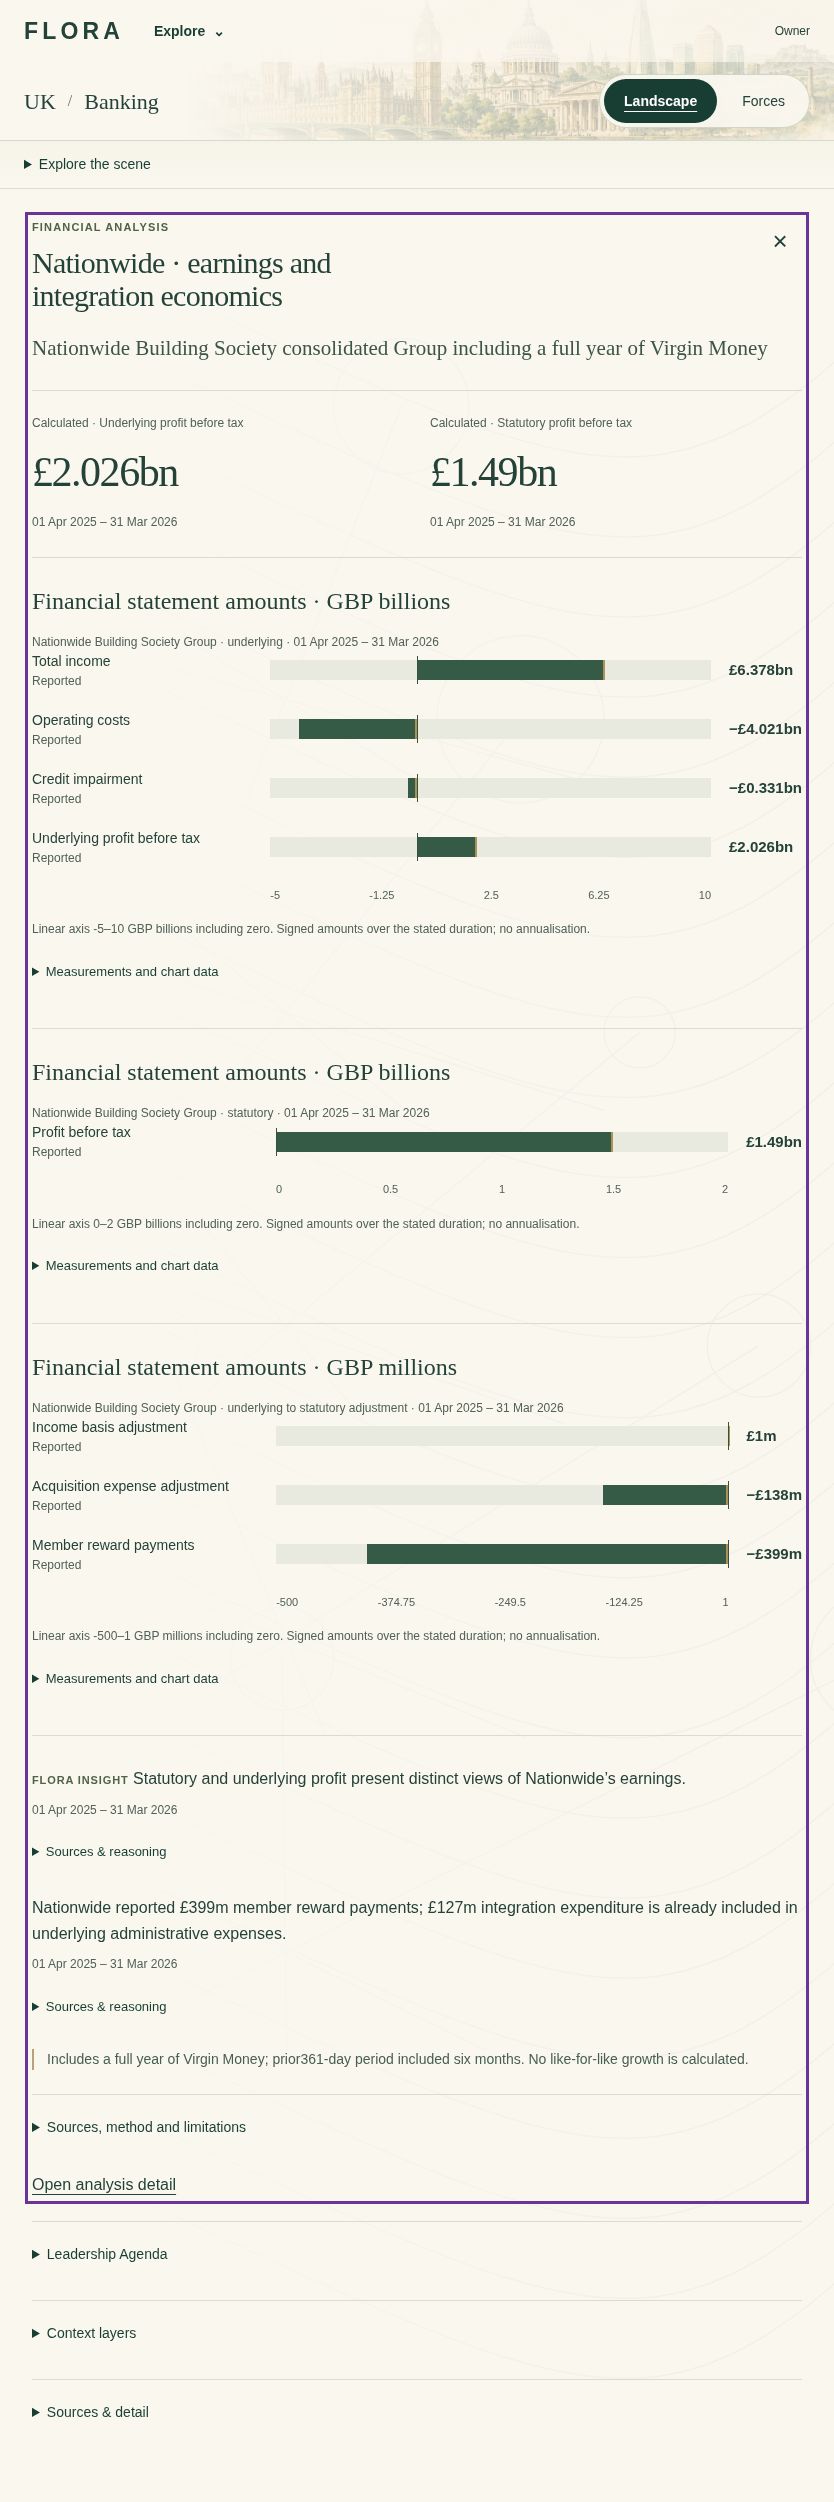 FLORA
Explore
Owner
UK / Banking
Landscape
Forces
Explore the scene
FINANCIAL ANALYSIS
Nationwide · earnings and
integration economics
Nationwide Building Society consolidated Group including a full year of Virgin Money
Calculated · Underlying profit before tax
£2.026bn
01 Apr 2025 – 31 Mar 2026
Calculated · Statutory profit before tax
£1.49bn
01 Apr 2025 – 31 Mar 2026
Financial statement amounts · GBP billions
Nationwide Building Society Group · underlying · 01 Apr 2025 – 31 Mar 2026
Total income
Reported
£6.378bn
Operating costs
Reported
−£4.021bn
Credit impairment
Reported
−£0.331bn
Underlying profit before tax
Reported
£2.026bn
-5 -1.25 2.5 6.25 10
Linear axis -5–10 GBP billions including zero. Signed amounts over the stated duration; no annualisation.
Measurements and chart data
Financial statement amounts · GBP billions
Nationwide Building Society Group · statutory · 01 Apr 2025 – 31 Mar 2026
Profit before tax
Reported
£1.49bn
0 0.5 1 1.5 2
Linear axis 0–2 GBP billions including zero. Signed amounts over the stated duration; no annualisation.
Measurements and chart data
Financial statement amounts · GBP millions
Nationwide Building Society Group · underlying to statutory adjustment · 01 Apr 2025 – 31 Mar 2026
Income basis adjustment
Reported
£1m
Acquisition expense adjustment
Reported
−£138m
Member reward payments
Reported
−£399m
-500 -374.75 -249.5 -124.25 1
Linear axis -500–1 GBP millions including zero. Signed amounts over the stated duration; no annualisation.
Measurements and chart data
FLORA INSIGHT Statutory and underlying profit present distinct views of Nationwide’s earnings.
01 Apr 2025 – 31 Mar 2026
Sources & reasoning
Nationwide reported £399m member reward payments; £127m integration expenditure is already included in
underlying administrative expenses.
01 Apr 2025 – 31 Mar 2026
Sources & reasoning
Includes a full year of Virgin Money; prior361-day period included six months. No like-for-like growth is calculated.
Sources, method and limitations
Open analysis detail
Leadership Agenda
Context layers
Sources & detail